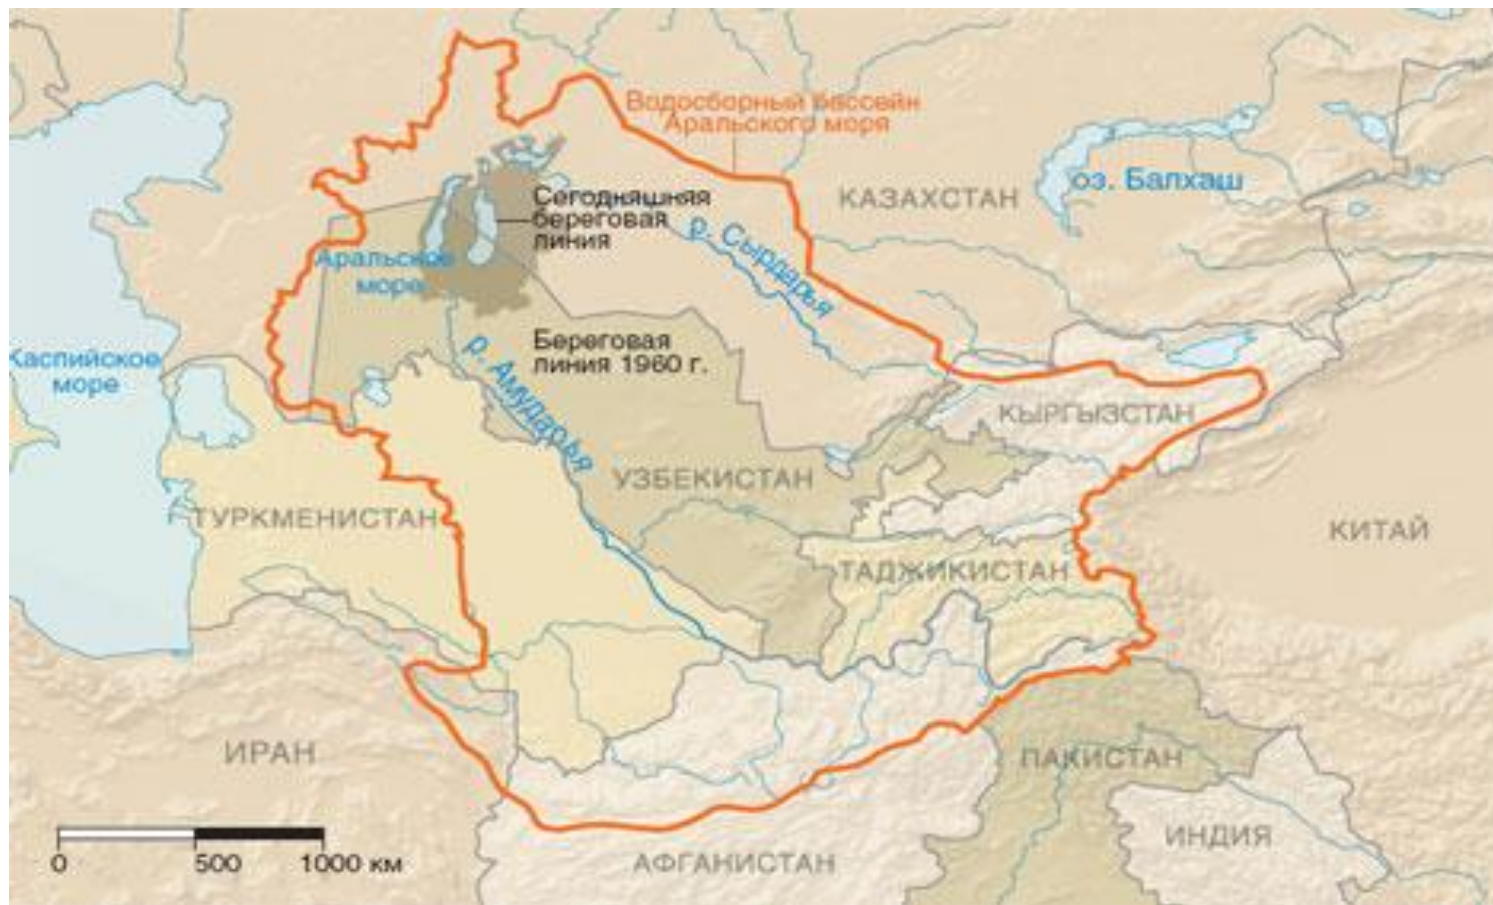 Водосборный бассейн
Аральского моря
КАЗАХСТАН
оз. Балхаш
Сегодняшняя
береговая
линия
р. Сырдарья
Аральское
море
Береговая
линия 1960 г.
р. Амударья
Каспийское
море
КЫРГЫЗСТАН
УЗБЕКИСТАН
ТУРКМЕНИСТАН
КИТАЙ
ТАДЖИКИСТАН
ИРАН
ПАКИСТАН
ИНДИЯ
АФГАНИСТАН
0 500 1000 км